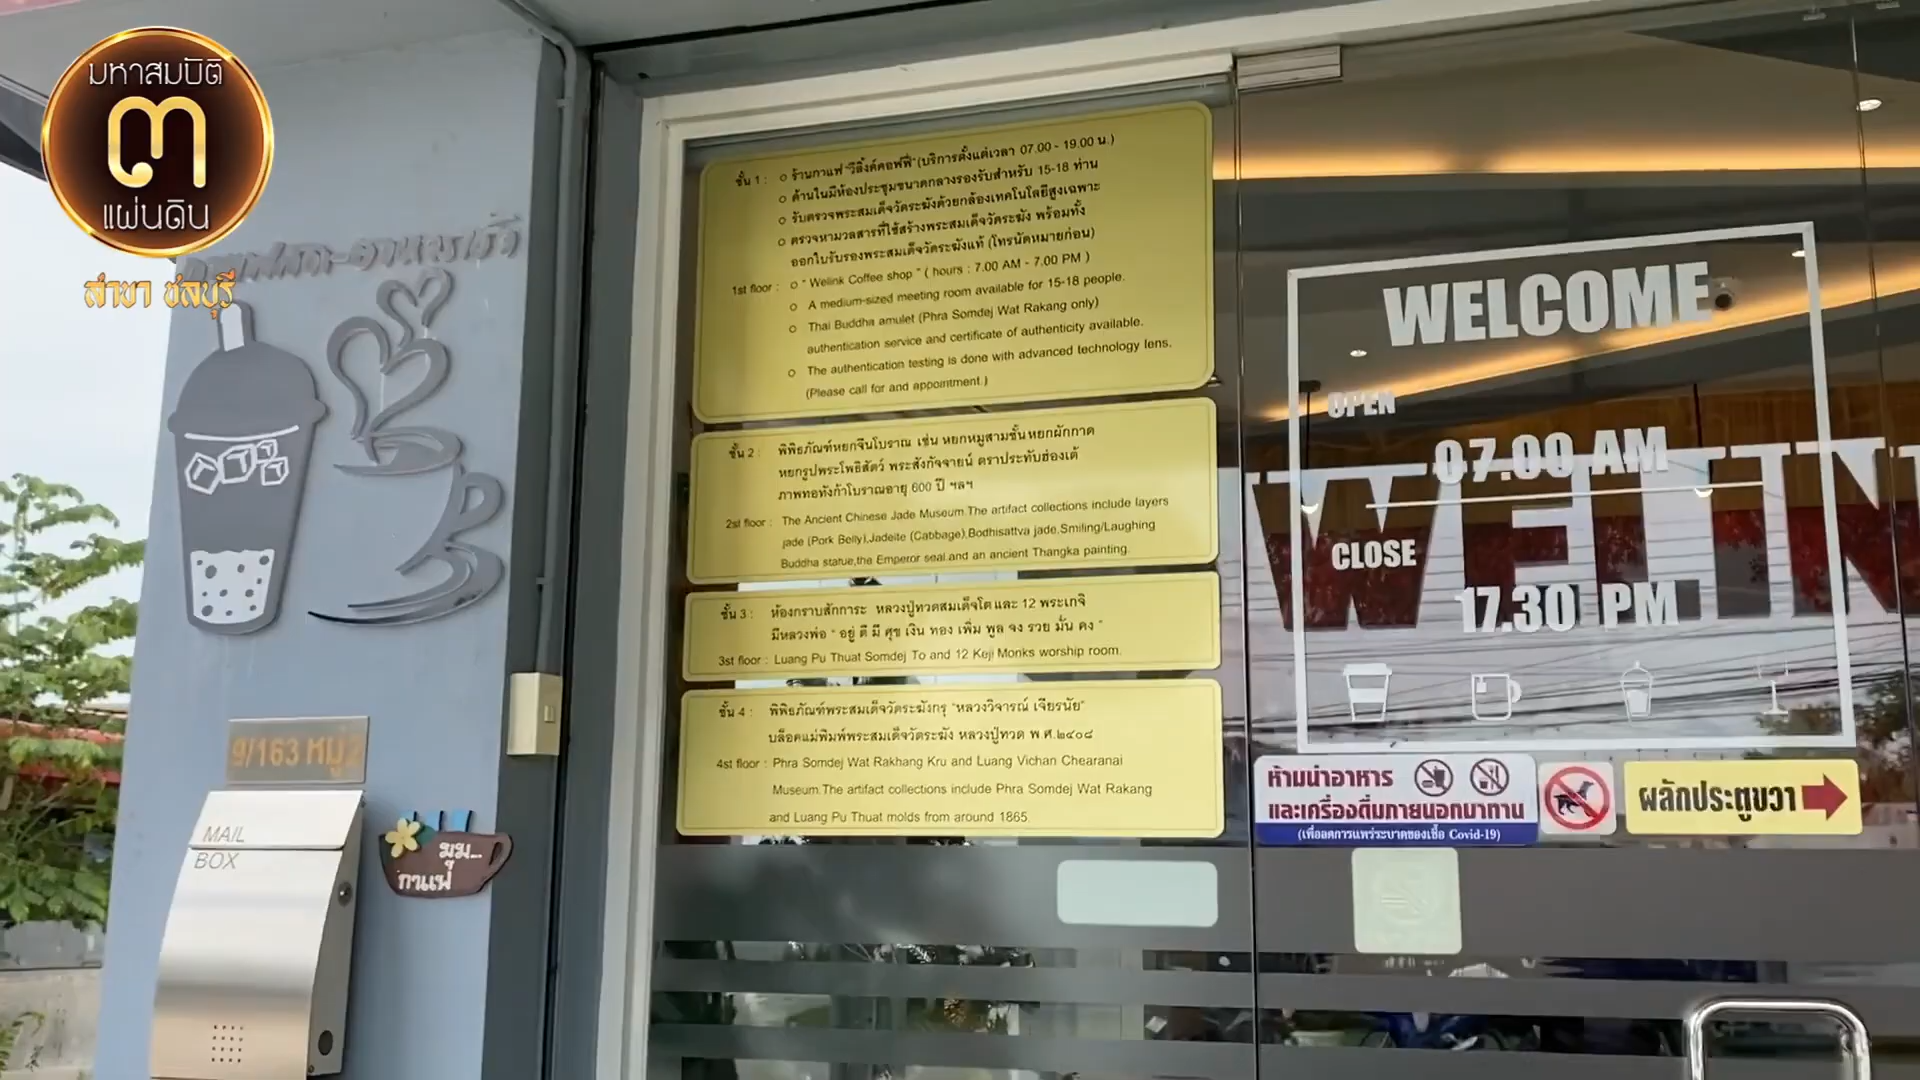 มหาสมบัติ
๓
แผ่นดิน
สาขา ชลบุรี
9/163 หมู่
MAIL
BOX
มุม...
กาแฟ
ชั้น 1 : ร้านกาแฟ "วีลิ้งค์คอฟฟี่" (บริการตั้งแต่เวลา 07.00 - 19.00 น.)
ด้านในมีห้องประชุมขนาดกลางรองรับสำหรับ 15-18 ท่าน
รับตรวจพระสมเด็จวัดระฆังด้วยกล้องเทคโนโลยีสูงเฉพาะ
ตรวจหามวลสารที่ใช้สร้างพระสมเด็จวัดระฆัง พร้อมทั้ง
ออกใบรับรองพระสมเด็จวัดระฆังแท้ (โทรนัดหมายก่อน)
1st floor : " Welink Coffee shop " ( hours : 7.00 AM - 7.00 PM )
A medium-sized meeting room available for 15-18 people.
Thai Buddha amulet (Phra Somdej Wat Rakang only)
authentication service and certificate of authenticity available.
The authentication testing is done with advanced technology lens.
(Please call for and appointment.)
ชั้น 2 : พิพิธภัณฑ์หยกจีนโบราณ เช่น หยกหมูสามชั้น หยกผักกาด
หยกรูปพระโพธิสัตว์ พระสังกัจจายน์ ตราประทับฮ่องเต้
ภาพทอทังก้าโบราณอายุ 600 ปี ฯลฯ
2st floor : The Ancient Chinese Jade Museum.The artifact collections include layers
jade (Pork Belly),Jadeite (Cabbage),Bodhisattva jade,Smiling/Laughing
Buddha statue,the Emperor seal.and an ancient Thangka painting.
ชั้น 3 : ห้องกราบสักการะ หลวงปู่ทวดสมเด็จโต และ 12 พระเกจิ
มีหลวงพ่อ " อยู่ ดี มี ศุข เงิน ทอง เพิ่ม พูล จง รวย มั่น คง "
3st floor : Luang Pu Thuat Somdej To and 12 Keji Monks worship room.
ชั้น 4 : พิพิธภัณฑ์พระสมเด็จวัดระฆังกรุ "หลวงวิจารณ์ เจียรนัย"
บล็อคแม่พิมพ์พระสมเด็จวัดระฆัง หลวงปู่ทวด พ.ศ.๒๔๐๘
4st floor : Phra Somdej Wat Rakhang Kru and Luang Vichan Chearanai
Museum.The artifact collections include Phra Somdej Wat Rakang
and Luang Pu Thuat molds from around 1865.
WELCOME
OPEN
07.00 AM
CLOSE
17.30 PM
WELIN
ห้ามนำอาหาร
และเครื่องดื่มภายนอกมาทาน
(เพื่อลดการแพร่ระบาดของเชื้อ Covid-19)
ผลักประตูขวา